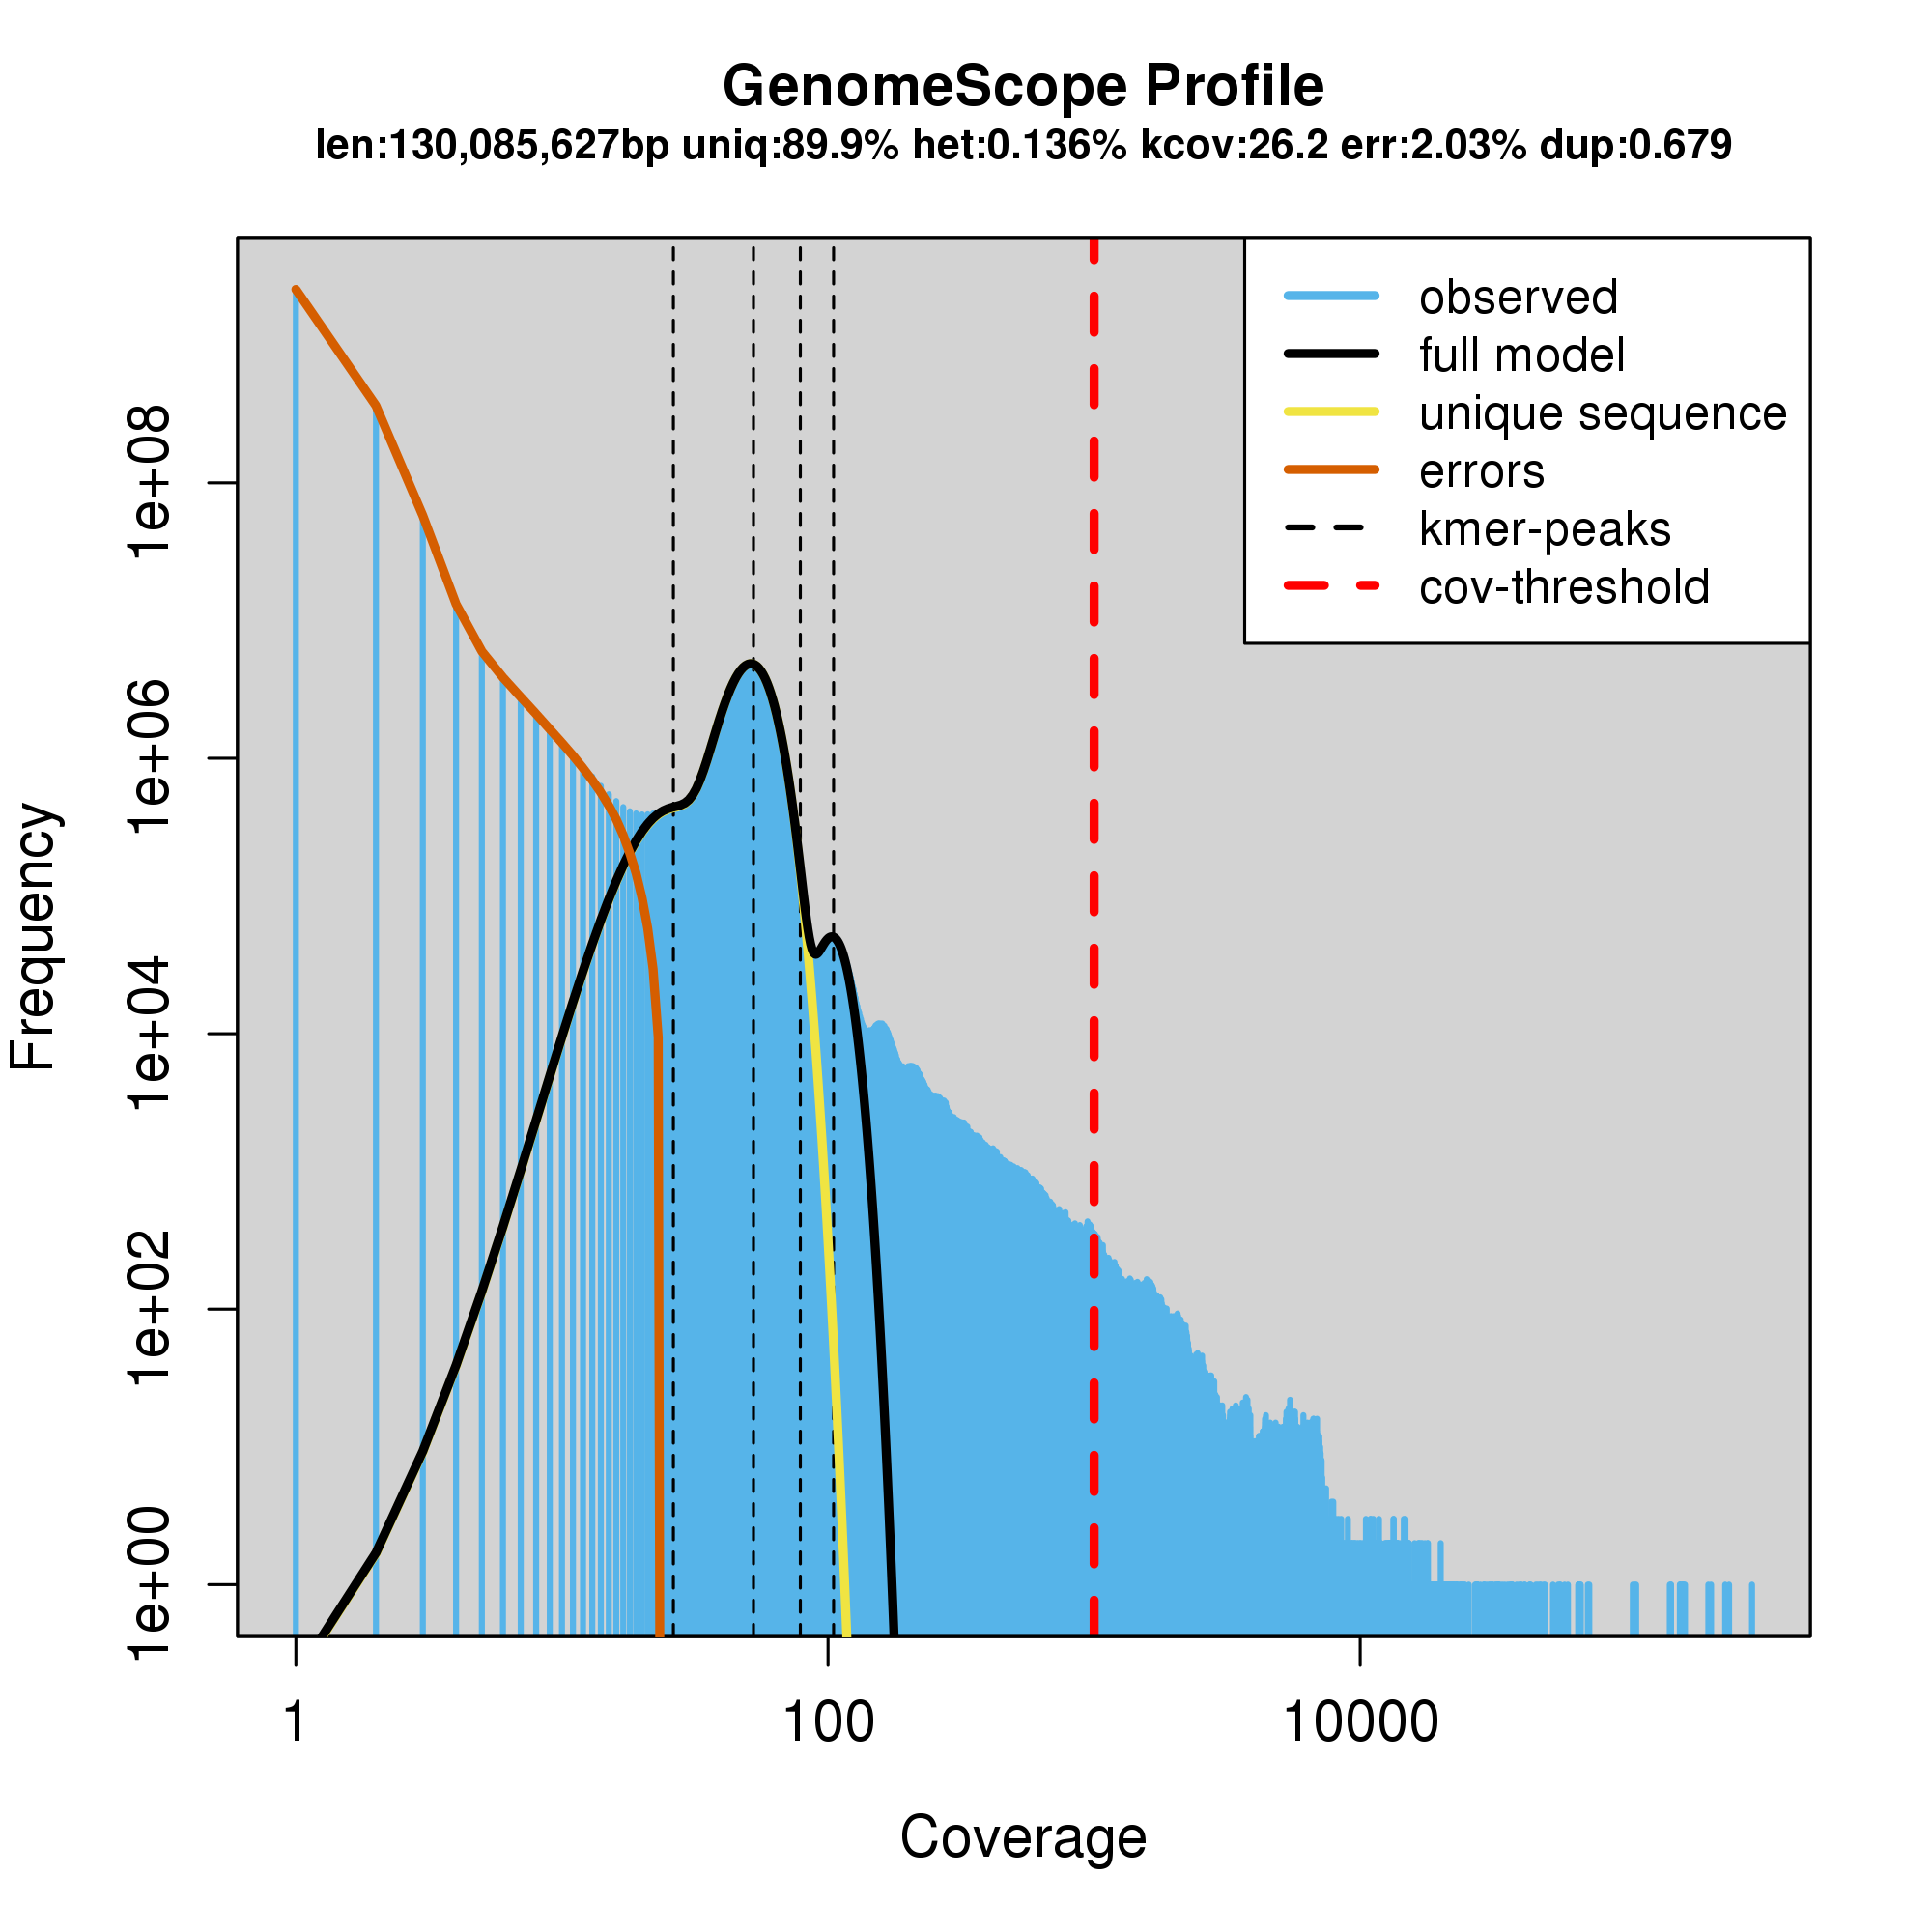 GenomeScope Profile
len:130,085,627bp uniq:89.9% het:0.136% kcov:26.2 err:2.03% dup:0.679
observed
full model
unique sequence
errors
kmer-peaks
cov-threshold
Frequency
1e+08
1e+06
1e+04
1e+02
1e+00
1
100
10000
Coverage